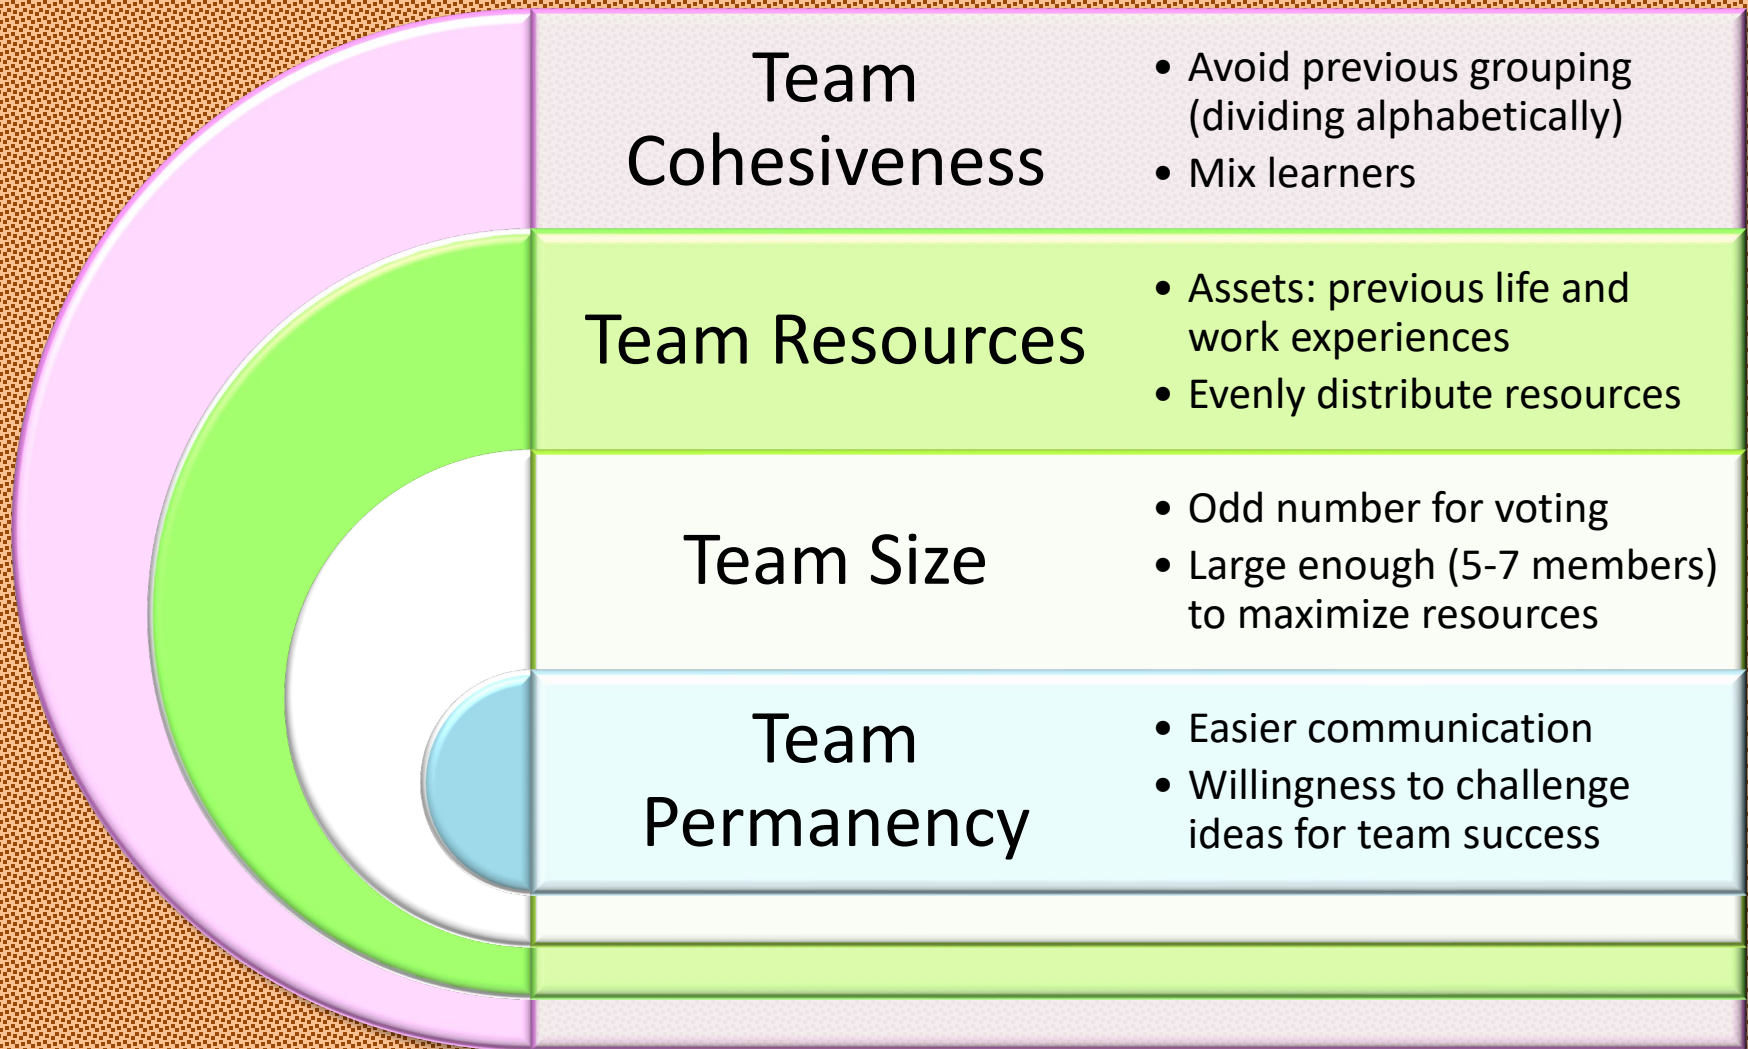 Team
Cohesiveness
• Avoid previous grouping
(dividing alphabetically)
• Mix learners
Team Resources
• Assets: previous life and
work experiences
• Evenly distribute resources
Team Size
• Odd number for voting
• Large enough (5-7 members)
to maximize resources
Team
Permanency
• Easier communication
• Willingness to challenge
ideas for team success